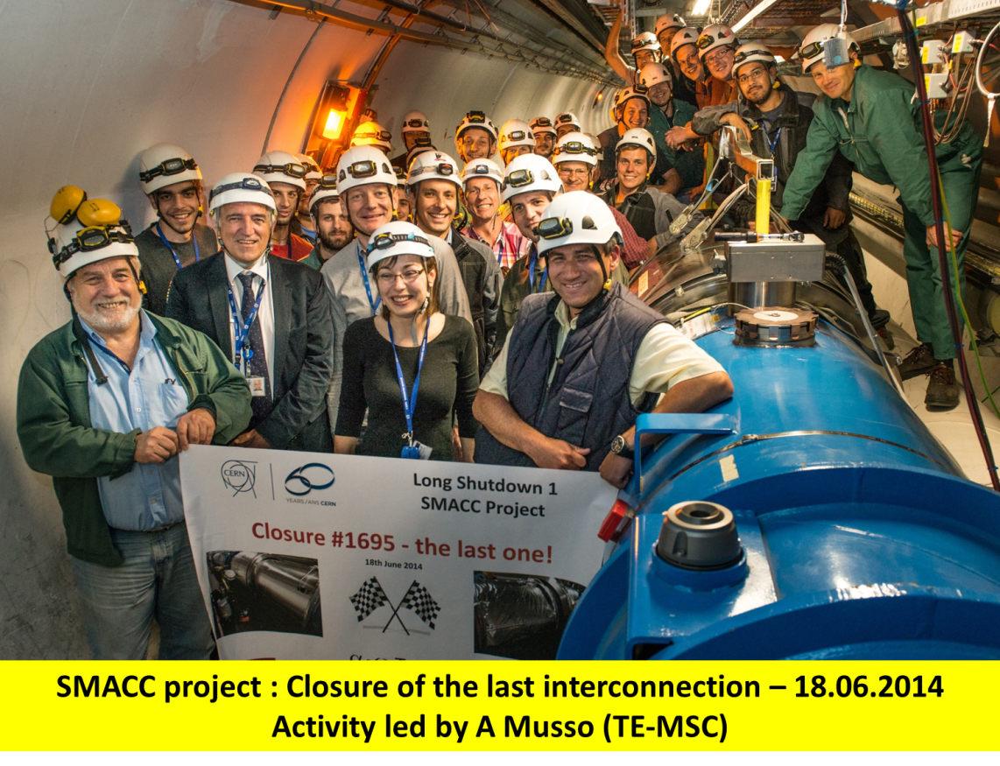 CERN
60
YEARS/ANS CERN
Long Shutdown 1
SMACC Project
Closure #1695 - the last one!
18th June 2014
SMACC project : Closure of the last interconnection – 18.06.2014
Activity led by A Musso (TE-MSC)